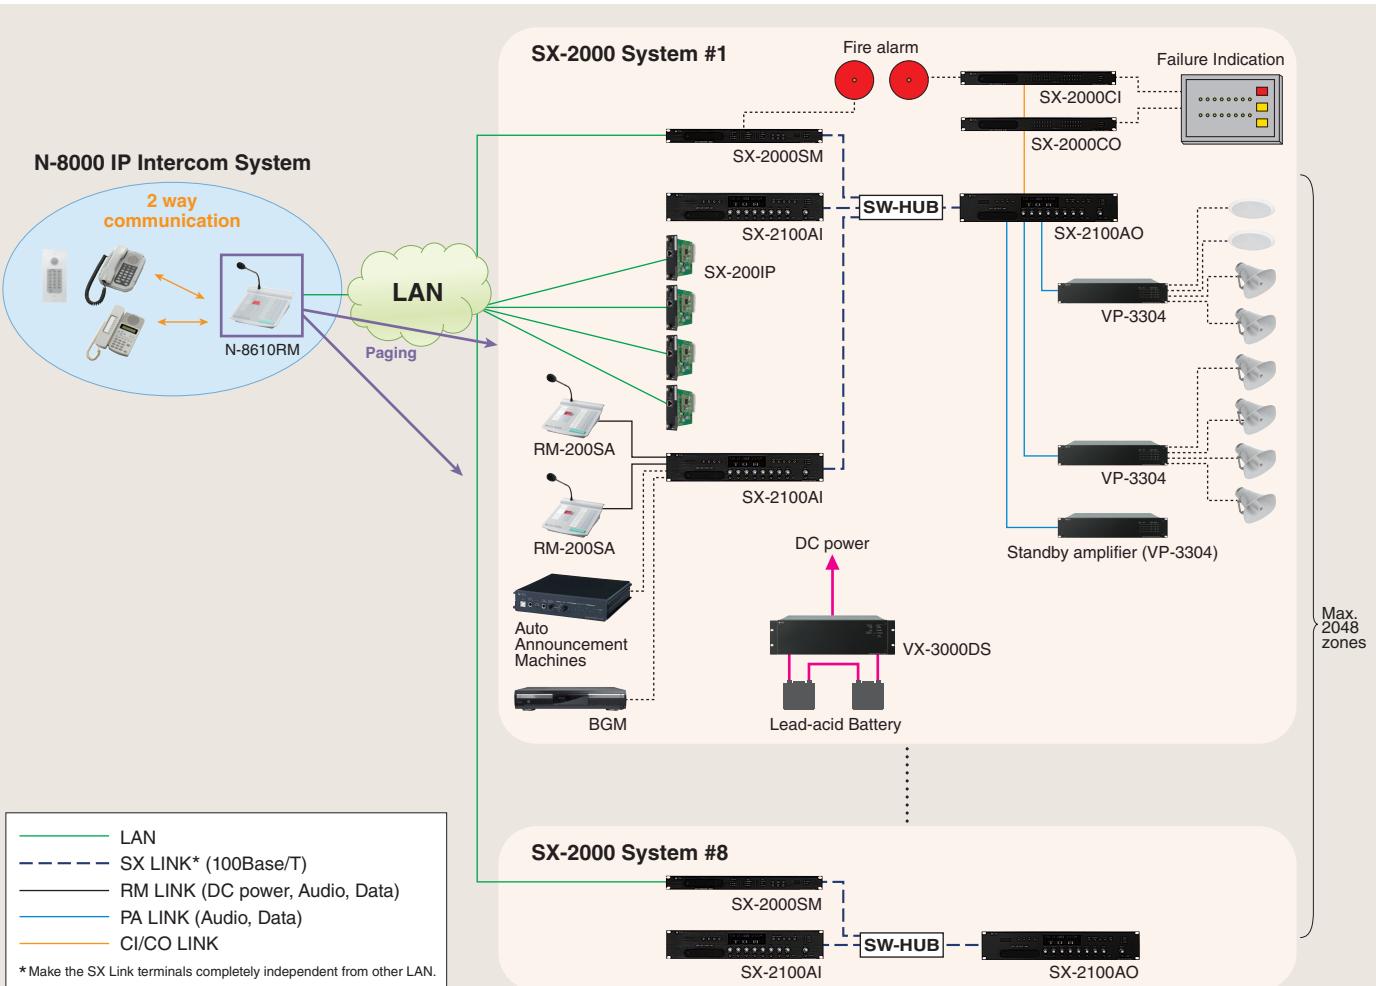 SX-2000 System #1
Fire alarm
Failure Indication
SX-2000CI
SX-2000CO
SX-2000SM
N-8000 IP Intercom System
2 way
communication
SX-2100AI
SW-HUB
SX-2100AO
SX-200IP
LAN
VP-3304
N-8610RM
Paging
RM-200SA
VP-3304
SX-2100AI
RM-200SA
DC power
Standby amplifier (VP-3304)
Auto
Announcement
Machines
VX-3000DS
Max.
2048
zones
BGM
Lead-acid Battery
LAN
SX LINK* (100Base/T)
RM LINK (DC power, Audio, Data)
PA LINK (Audio, Data)
CI/CO LINK
* Make the SX Link terminals completely independent from other LAN.
SX-2000 System #8
SX-2000SM
SW-HUB
SX-2100AI
SX-2100AO